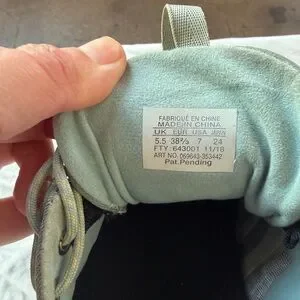 FABRIQUÉ EN CHINE
MADE IN CHINA
UK EUR USA JAPAN
5.5 38⅔ 7 24
FTY: 643001 11/18
ART NO. 069643-353442
Pat.Pending